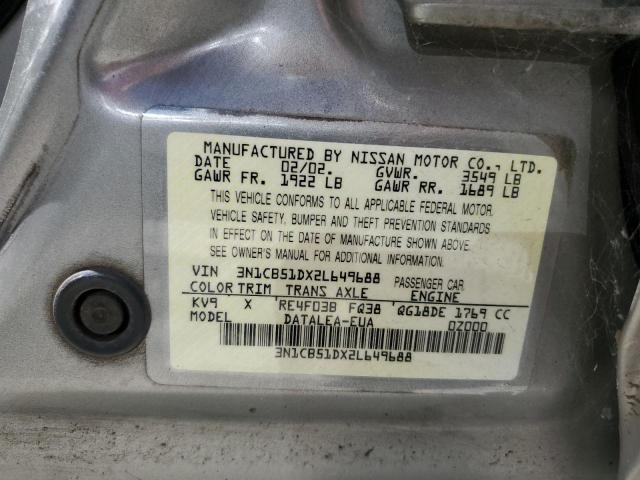 MANUFACTURED BY NISSAN MOTOR CO., LTD.
DATE 02/02. GVWR. 3549 LB
GAWR FR. 1922 LB GAWR RR. 1689 LB
THIS VEHICLE CONFORMS TO ALL APPLICABLE FEDERAL MOTOR
VEHICLE SAFETY, BUMPER AND THEFT PREVENTION STANDARDS
IN EFFECT ON THE DATE OF MANUFACTURE SHOWN ABOVE.
SEE OWNER'S MANUAL FOR ADDITIONAL INFORMATION.
VIN 3N1CB51DX2L649688 PASSENGER CAR
COLOR TRIM TRANS AXLE ENGINE
KV9 X RE4F03B FQ38 QG18DE 1769 CC
MODEL DATALEA-EUA 0Z000
3N1CB51DX2L649688